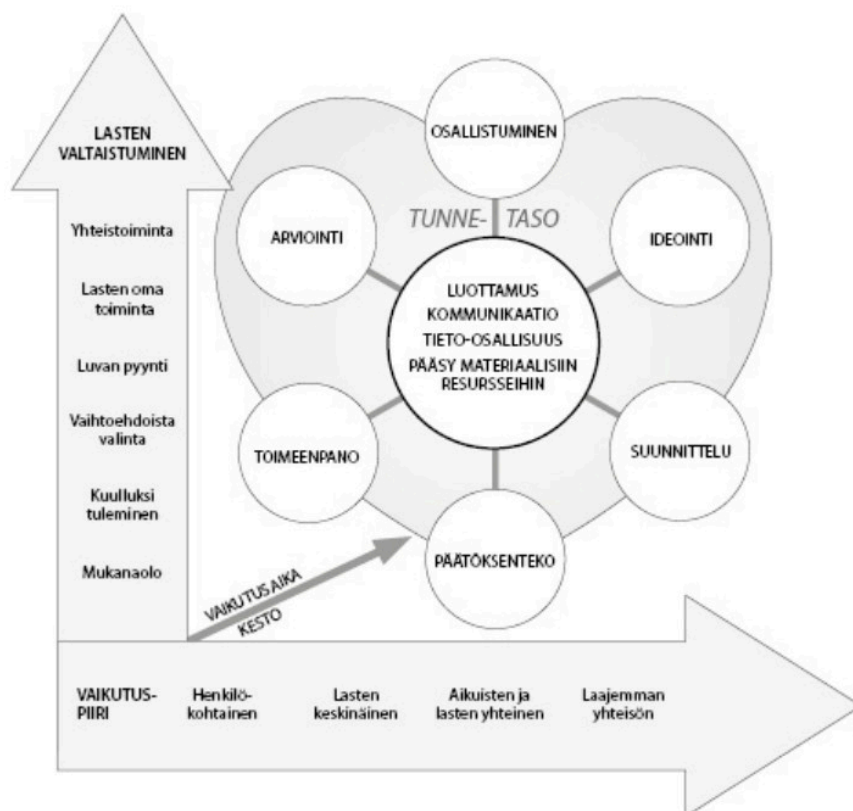 LASTEN
VALTAISTUMINEN
Yhteistoiminta
Lasten oma
toiminta
Luvan pyynti
Vaihtoehdoista
valinta
Kuulluksi
tuleminen
Mukanaolo
OSALLISTUMINEN
TUNNE- TASO
ARVIOINTI
IDEOINTI
LUOTTAMUS
KOMMUNIKAATIO
TIETO-OSALLISUUS
PÄÄSY MATERIAALISIIN
RESURSSEIHIN
TOIMEENPANO
SUUNNITTELU
PÄÄTÖKSENTEKO
VAIKUTUSAIKA
KESTO
VAIKUTUS-
PIIRI
Henkilö-
kohtainen
Lasten
keskinäinen
Aikuisten ja
lasten yhteinen
Laajemman
yhteisön